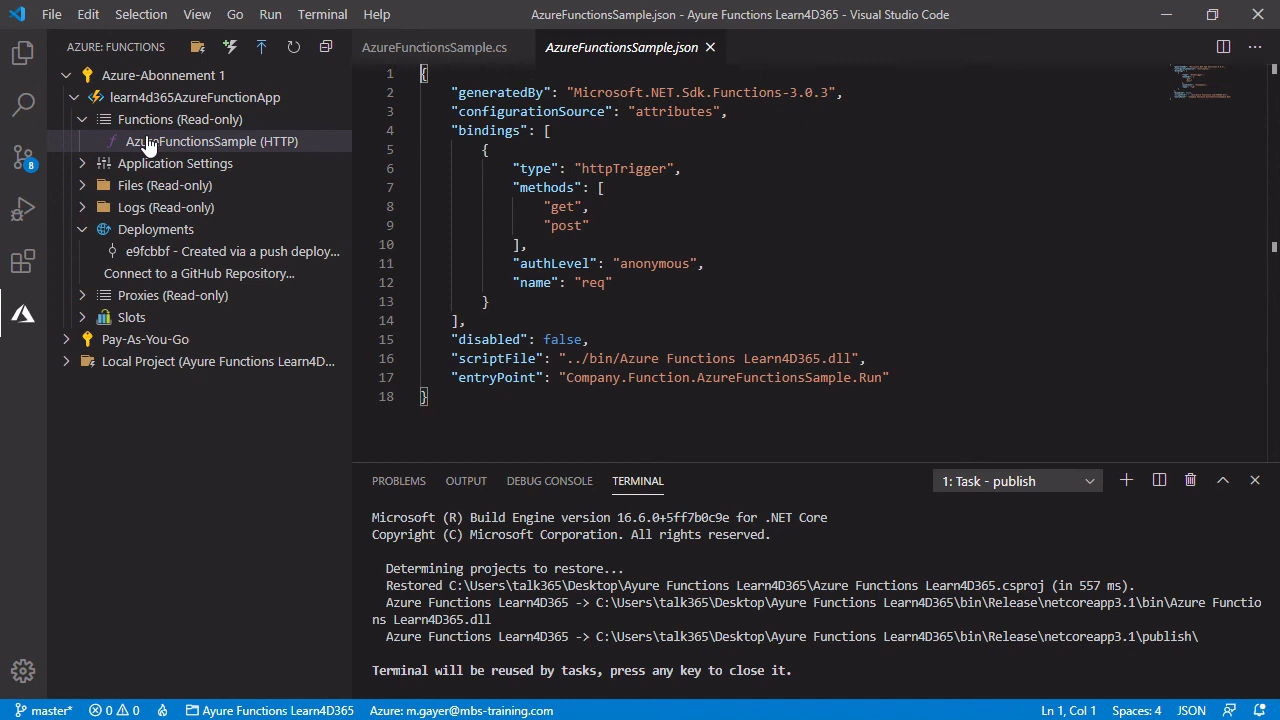 File Edit Selection View Go Run Terminal Help AzureFunctionsSample.json - Ayure Functions Learn4D365 - Visual Studio Code
AZURE: FUNCTIONS
Azure-Abonnement 1
learn4d365AzureFunctionApp
Functions (Read-only)
AzureFunctionsSample (HTTP)
Application Settings
Files (Read-only)
Logs (Read-only)
Deployments
e9fcbbf - Created via a push deploy...
Connect to a GitHub Repository...
Proxies (Read-only)
Slots
Pay-As-You-Go
Local Project (Ayure Functions Learn4D...
8
AzureFunctionsSample.cs AzureFunctionsSample.json
1 {
2 "generatedBy": "Microsoft.NET.Sdk.Functions-3.0.3",
3 "configurationSource": "attributes",
4 "bindings": [
5 {
6 "type": "httpTrigger",
7 "methods": [
8 "get",
9 "post"
10 ],
11 "authLevel": "anonymous",
12 "name": "req"
13 }
14 ],
15 "disabled": false,
16 "scriptFile": "../bin/Azure Functions Learn4D365.dll",
17 "entryPoint": "Company.Function.AzureFunctionsSample.Run"
18 }
PROBLEMS OUTPUT DEBUG CONSOLE TERMINAL 1: Task - publish
Microsoft (R) Build Engine version 16.6.0+5ff7b0c9e for .NET Core
Copyright (C) Microsoft Corporation. All rights reserved.
Determining projects to restore...
Restored C:\Users\talk365\Desktop\Ayure Functions Learn4D365\Azure Functions Learn4D365.csproj (in 557 ms).
Azure Functions Learn4D365 -> C:\Users\talk365\Desktop\Ayure Functions Learn4D365\bin\Release\netcoreapp3.1\bin\Azure Functio
ns Learn4D365.dll
Azure Functions Learn4D365 -> C:\Users\talk365\Desktop\Ayure Functions Learn4D365\bin\Release\netcoreapp3.1\publish\
Terminal will be reused by tasks, press any key to close it.
master* 0 0 Ayure Functions Learn4D365 Azure: m.gayer@mbs-training.com Ln 1, Col 1 Spaces: 4 JSON